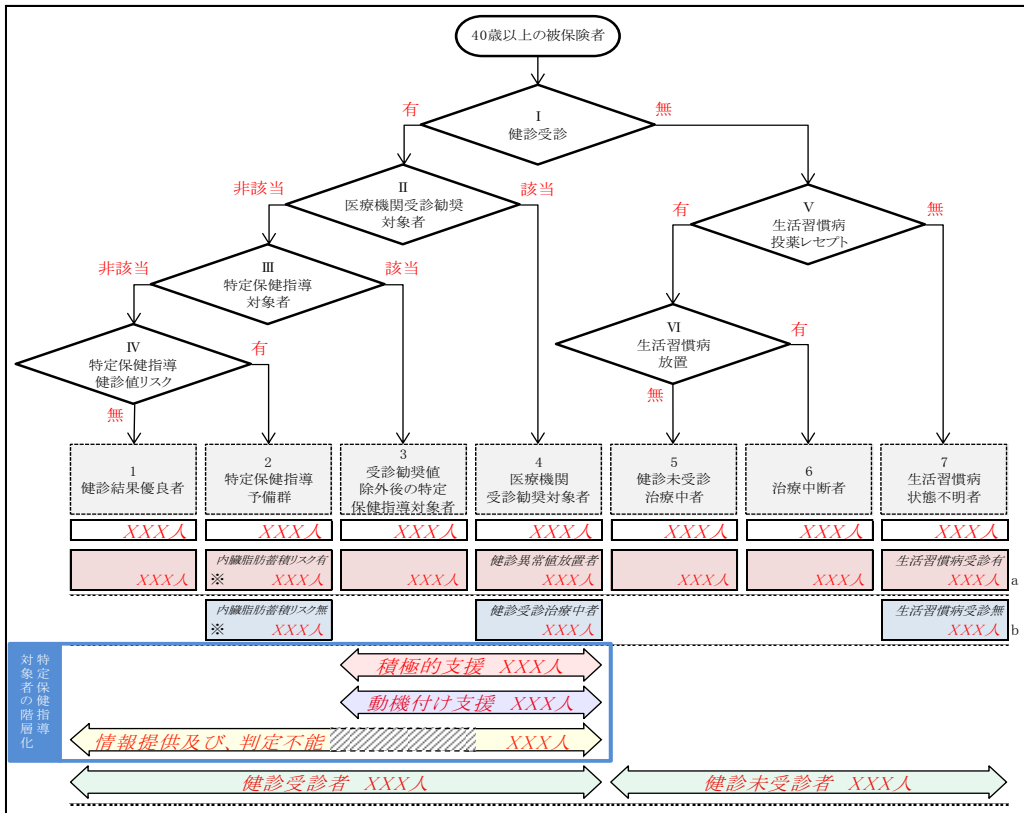 40歳以上の被保険者
有
無
Ⅰ
健診受診
非該当
該当
Ⅱ
医療機関受診勧奨
対象者
有
無
Ⅴ
生活習慣病
投薬レセプト
非該当
該当
Ⅲ
特定保健指導
対象者
有
Ⅳ
特定保健指導
健診値リスク
無
有
Ⅵ
生活習慣病
放置
無
1
健診結果優良者
2
特定保健指導
予備群
3
受診勧奨値
除外後の特定
保健指導対象者
4
医療機関
受診勧奨対象者
5
健診未受診
治療中者
6
治療中断者
7
生活習慣病
状態不明者
XXX人
XXX人
XXX人
XXX人
XXX人
XXX人
XXX人
XXX人
内臓脂肪蓄積リスク有
※ XXX人
XXX人
健診異常値放置者
XXX人
XXX人
XXX人
生活習慣病受診有
XXX人
a
内臓脂肪蓄積リスク無
※ XXX人
健診受診治療中者
XXX人
生活習慣病受診無
XXX人
b
特定保健指導
対象者の階層化
積極的支援 XXX人
動機付け支援 XXX人
情報提供及び、判定不能 XXX人
健診受診者 XXX人
健診未受診者 XXX人